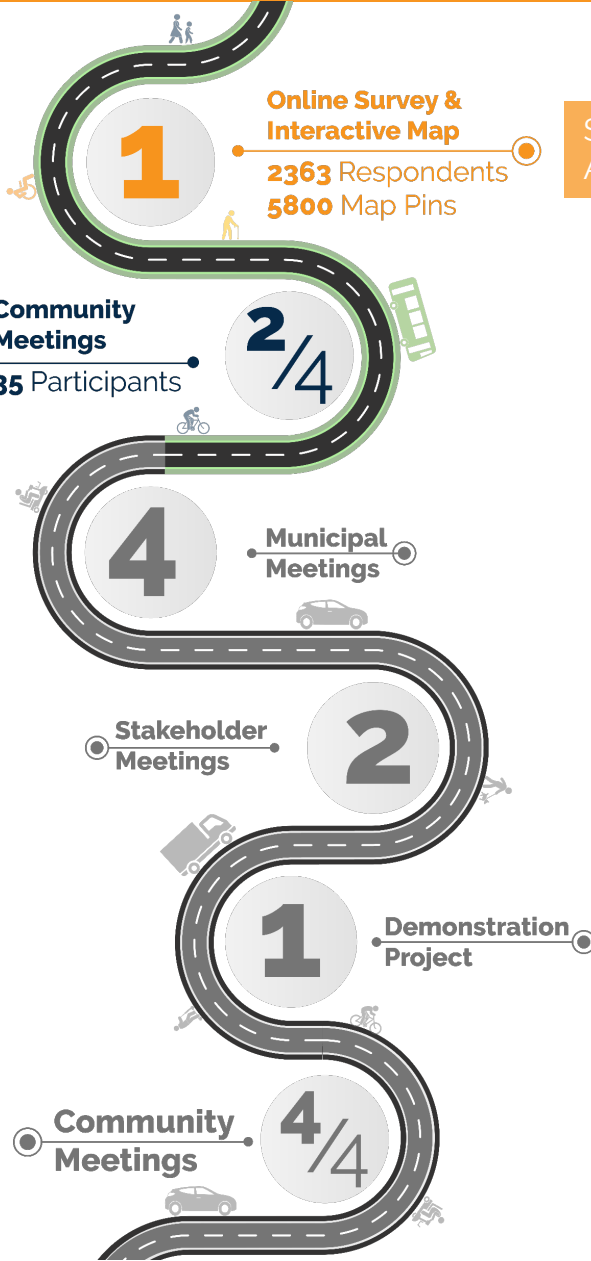 Online Survey &
Interactive Map
1
2363 Respondents
5800 Map Pins
Community
Meetings
2/4
35 Participants
4
Municipal
Meetings
Stakeholder
Meetings
2
1
Demonstration
Project
Community
Meetings
4/4